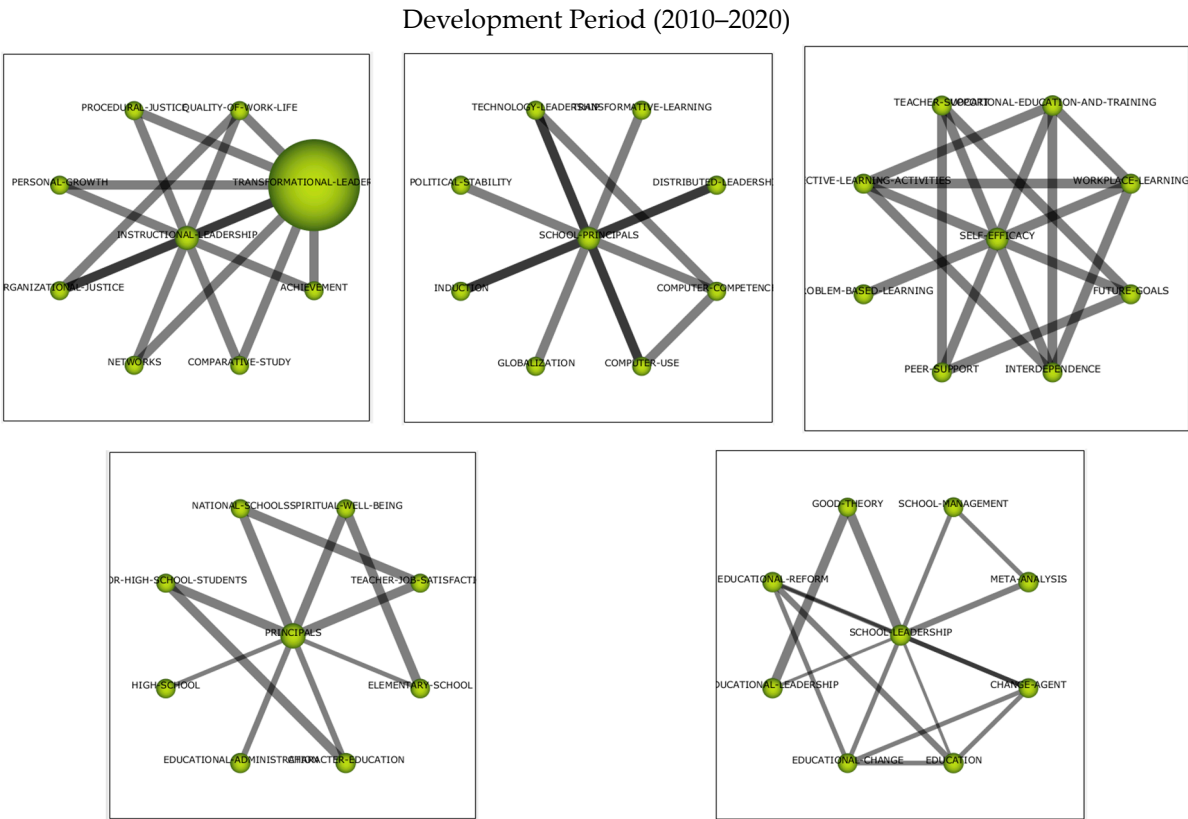 Development Period (2010–2020)
PROCEDURAL-JUSTICE
QUALITY-OF-WORK-LIFE
PERSONAL-GROWTH
TRANSFORMATIONAL-LEADER
INSTRUCTIONAL-LEADERSHIP
RGANIZATIONAL-JUSTICE
ACHIEVEMENT
NETWORKS
COMPARATIVE-STUDY
TECHNOLOGY-LEADERSHIP
TRANSFORMATIVE-LEARNING
POLITICAL-STABILITY
DISTRIBUTED-LEADERSH
SCHOOL-PRINCIPALS
INDUCTION
COMPUTER-COMPETENCI
GLOBALIZATION
COMPUTER-USE
TEACHER-SUPPORT
VOCATIONAL-EDUCATION-AND-TRAINING
CTIVE-LEARNING-ACTIVITIES
WORKPLACE-LEARNING
SELF-EFFICACY
OBLEM-BASED-LEARNING
FUTURE-GOALS
PEER-SUPPORT
INTERDEPENDENCE
NATIONAL-SCHOOLS
SPIRITUAL-WELL-BEING
OR-HIGH-SCHOOL-STUDENTS
TEACHER-JOB-SATISFACTI
PRINCIPALS
HIGH-SCHOOL
ELEMENTARY-SCHOOL
EDUCATIONAL-ADMINISTRATION
CHARACTER-EDUCATION
GOOD-THEORY
SCHOOL-MANAGEMENT
EDUCATIONAL-REFORM
META-ANALYSIS
SCHOOL-LEADERSHIP
DUCATIONAL-LEADERSHIP
CHANGE-AGENT
EDUCATIONAL-CHANGE
EDUCATION